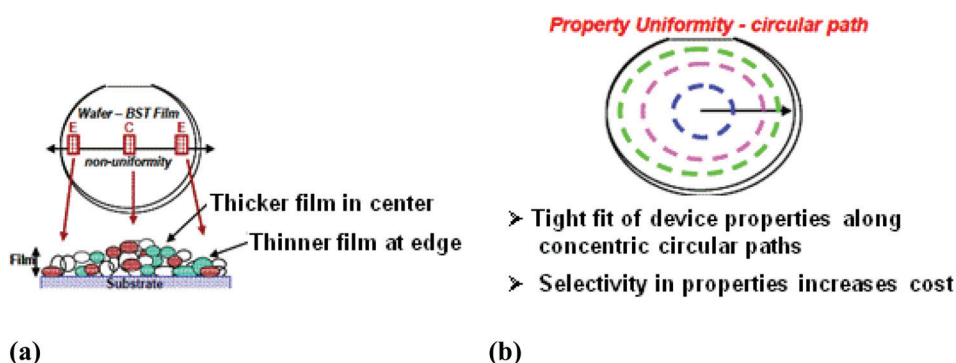 Wafer – BST Film
E C E
non-uniformity
Thicker film in center
Thinner film at edge
Film
Substrate
(a)
Property Uniformity - circular path
➢ Tight fit of device properties along
concentric circular paths
➢ Selectivity in properties increases cost
(b)